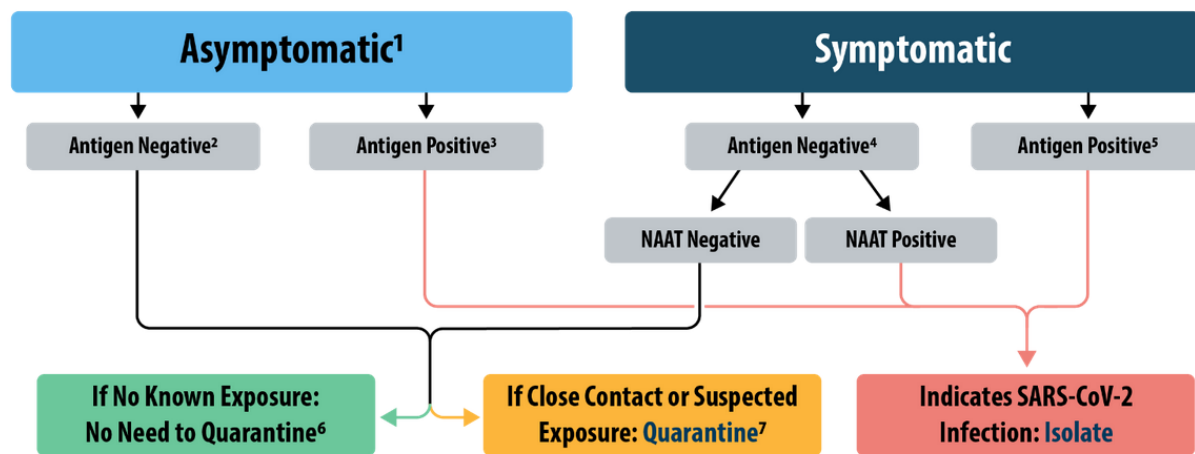 Asymptomatic¹
Symptomatic
Antigen Negative²
Antigen Positive³
Antigen Negative⁴
Antigen Positive⁵
NAAT Negative
NAAT Positive
If No Known Exposure:
No Need to Quarantine⁶
If Close Contact or Suspected
Exposure: Quarantine⁷
Indicates SARS-CoV-2
Infection: Isolate